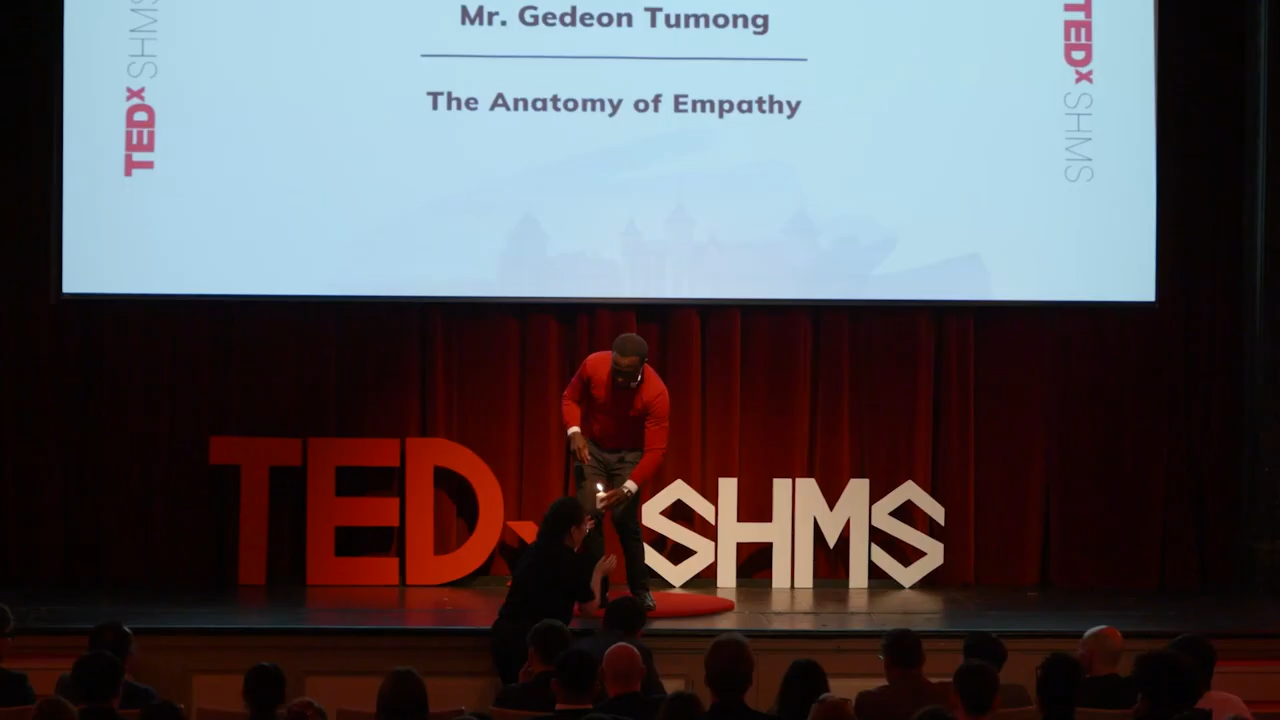 Mr. Gedeon Tumong
The Anatomy of Empathy
TEDx SHMS
TEDx SHMS
TEDx SHMS